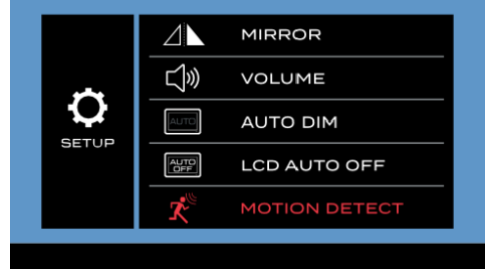 SETUP
MIRROR
VOLUME
AUTO
AUTO DIM
AUTO
OFF
LCD AUTO OFF
MOTION DETECT